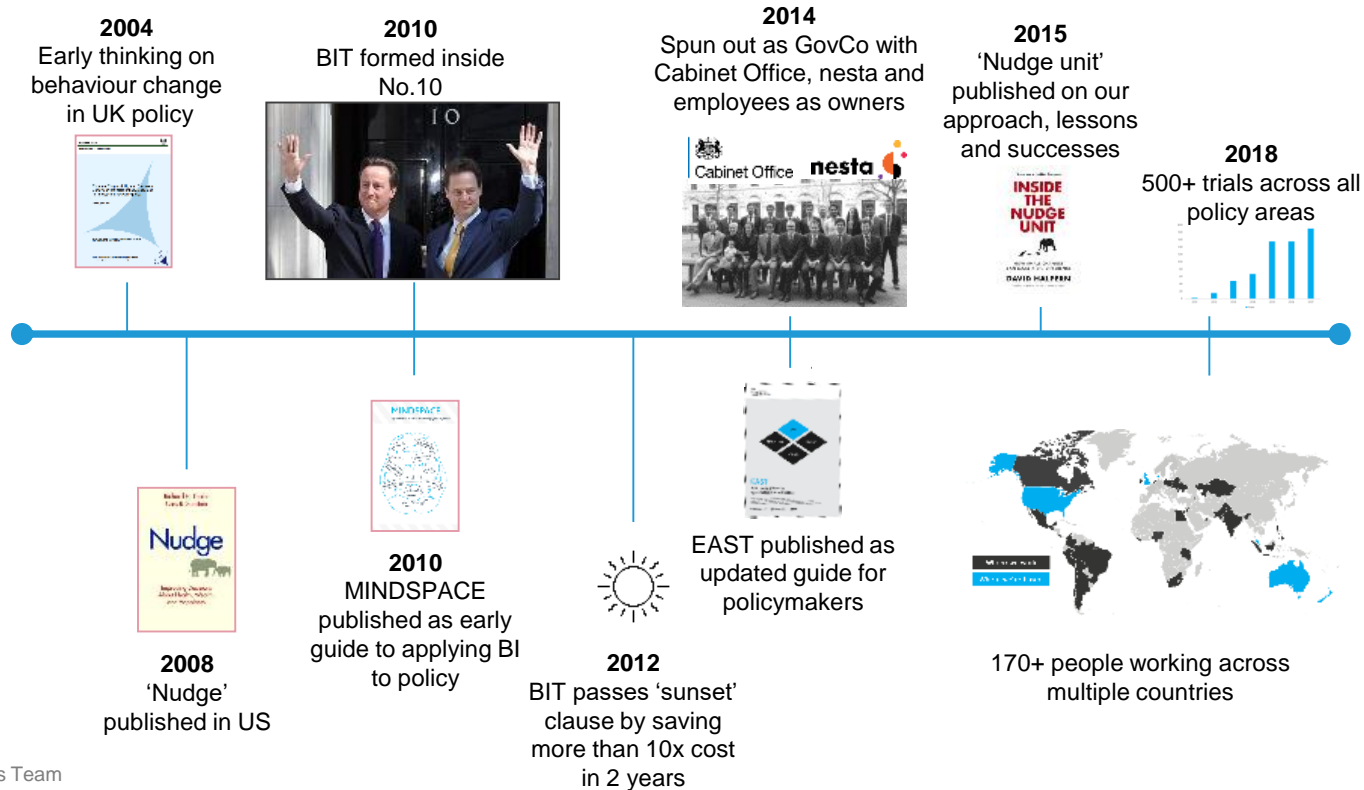 2004
Early thinking on
behaviour change
in UK policy
2010
BIT formed inside
No.10
10
2014
Spun out as GovCo with
Cabinet Office, nesta and
employees as owners
Cabinet Office
nesta
2015
‘Nudge unit’
published on our
approach, lessons
and successes
INSIDE
THE
NUDGE
UNIT
DAVID HALPERN
2018
500+ trials across all
policy areas
Nudge
2008
‘Nudge’
published in US
MINDSPACE
2010
MINDSPACE
published as early
guide to applying BI
to policy
2012
BIT passes ‘sunset’
clause by saving
more than 10x cost
in 2 years
EAST
EAST published as
updated guide for
policymakers
170+ people working across
multiple countries
s Team